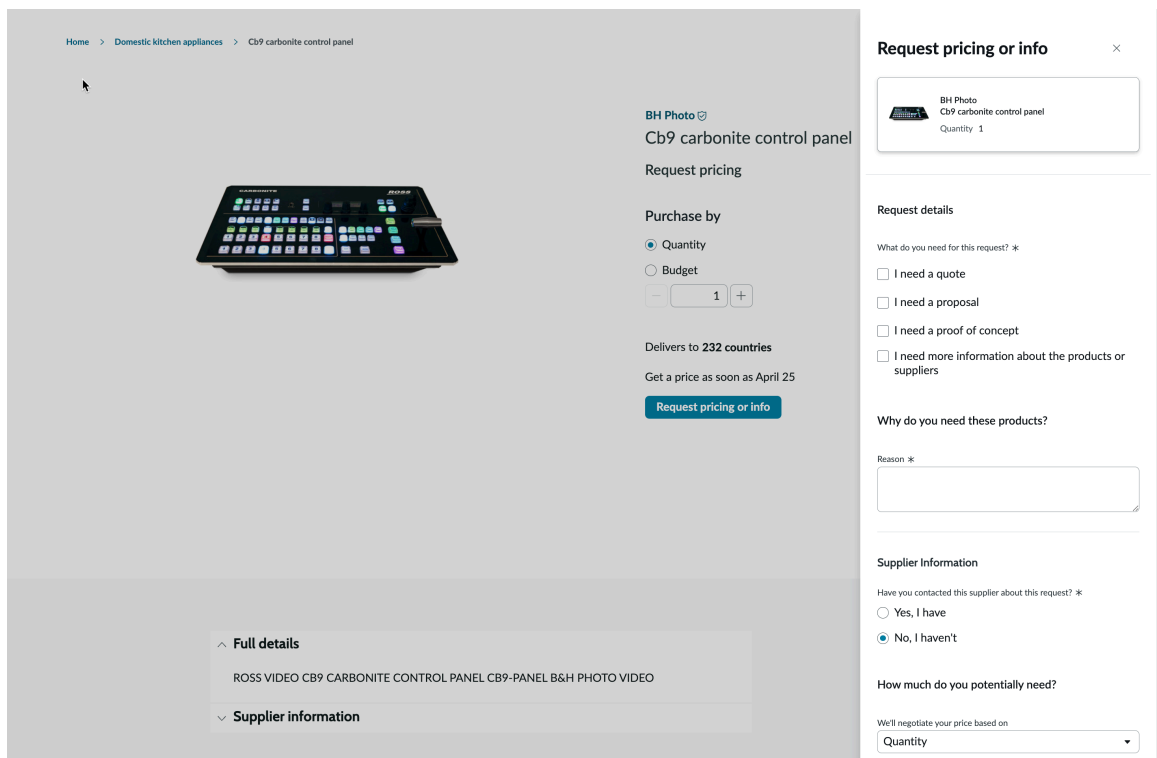 Home > Domestic kitchen appliances > Cb9 carbonite control panel
CARBONITE
ROSS
BH Photo
Cb9 carbonite control panel
Request pricing
Purchase by
Quantity
Budget
1
Delivers to 232 countries
Get a price as soon as April 25
Request pricing or info
Full details
ROSS VIDEO CB9 CARBONITE CONTROL PANEL CB9-PANEL B&H PHOTO VIDEO
Supplier information
Request pricing or info
BH Photo
Cb9 carbonite control panel
Quantity 1
Request details
What do you need for this request? *
I need a quote
I need a proposal
I need a proof of concept
I need more information about the products or
suppliers
Why do you need these products?
Reason *
Supplier Information
Have you contacted this supplier about this request? *
Yes, I have
No, I haven't
How much do you potentially need?
We'll negotiate your price based on
Quantity